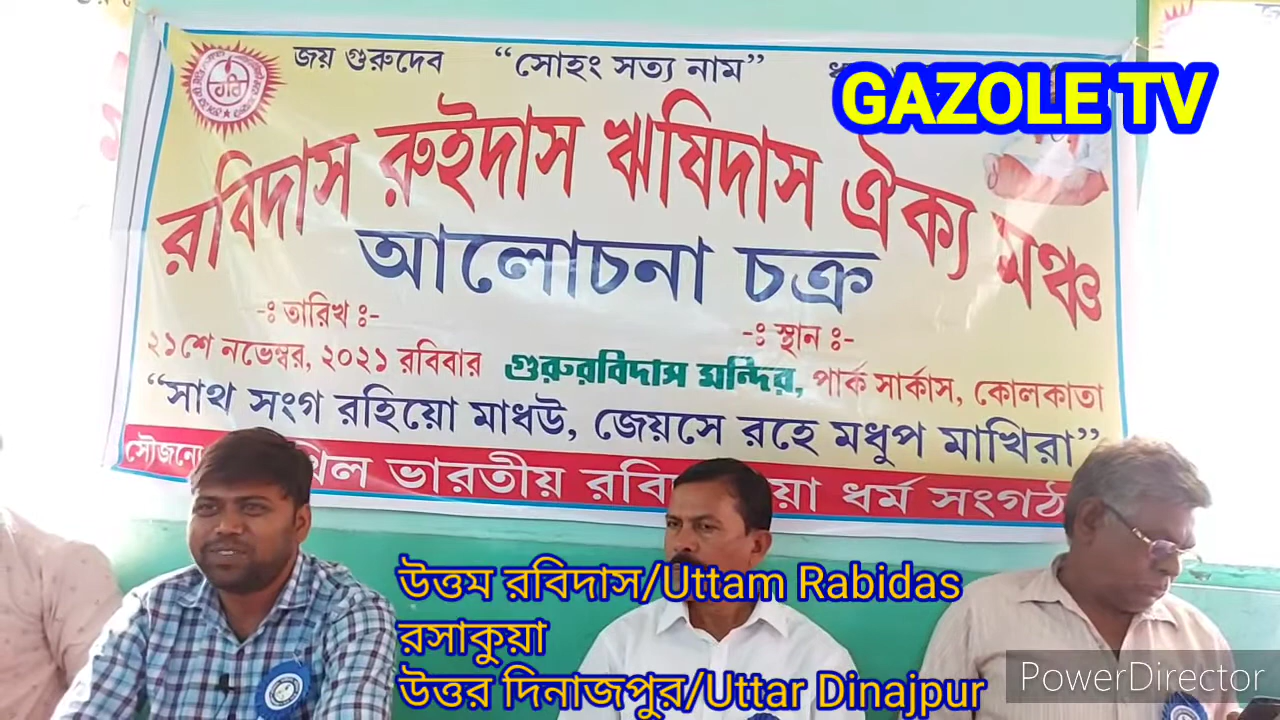 জয় গুরুদেব “সোহং সত্য নাম”
GAZOLE TV
রবি
রবিদাস রুইদাস ঋষিদাস ঐক্য মঞ্চ
আলোচনা চক্র
-ঃ তারিখ ঃ- -ঃ স্থান ঃ-
২১শে নভেম্বর, ২০২১ রবিবার গুরুরবিদাস মন্দির, পার্ক সার্কাস, কোলকাতা
“সাথ সংগ রহিয়ো মাধউ, জেয়সে রহে মধুপ মাখিরা”
সৌজন্যে ভারতীয় ধর্ম
উত্তম রবিদাস/Uttam Rabidas
রসাকুয়া
উত্তর দিনাজপুর/Uttar Dinajpur
PowerDirector